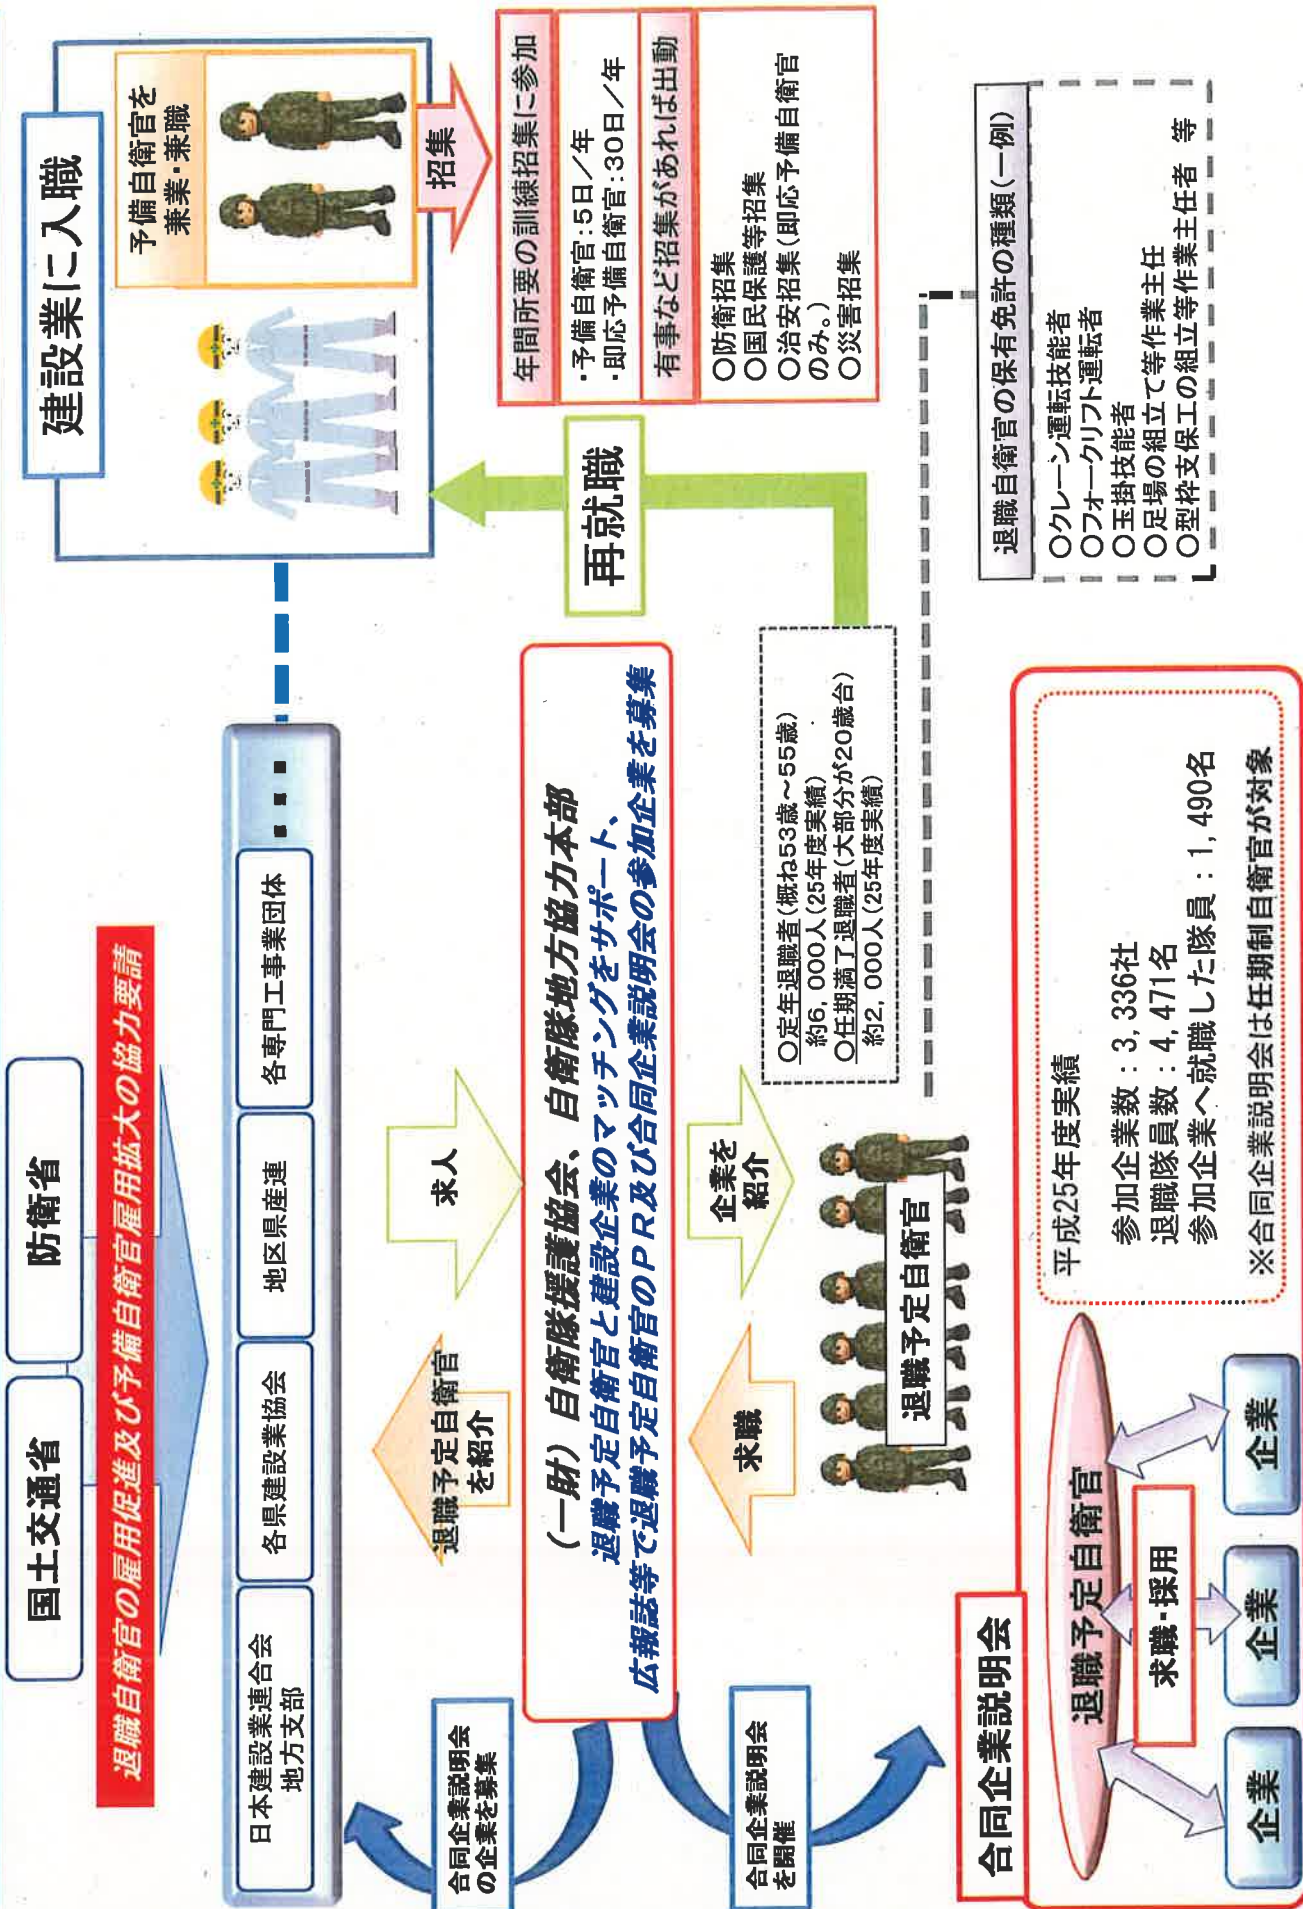 国土交通省
防衛省
退職自衛官の雇用促進及び予備自衛官雇用拡大の協力要請
日本建設業連合会
地方支部
各県建設業協会
地区県産連
各専門工事業団体
・・・
建設業に入職
予備自衛官を
兼業・兼職
招集
年間所要の訓練招集に参加
・予備自衛官:5日/年
・即応予備自衛官:30日/年
有事など招集があれば出動
○防衛招集
○国民保護等招集
○治安招集(即応予備自衛官
のみ。)
○災害招集
合同企業説明会
の企業を募集
退職予定自衛官
を紹介
求人
再就職
(一財)自衛隊援護協会、自衛隊地方協力本部
退職予定自衛官と建設企業のマッチングをサポート、
広報誌等で退職予定自衛官のPR及び合同企業説明会の参加企業を募集
合同企業説明会
を開催
求職
企業を
紹介
○定年退職者(概ね53歳~55歳)
約6,000人(25年度実績)
○任期満了退職者(大部分が20歳台)
約2,000人(25年度実績)
退職予定自衛官
退職自衛官の保有免許の種類(一例)
○クレーン運転技能者
○フォークリフト運転者
○玉掛技能者
○足場の組立て等作業主任
○型枠支保工の組立等作業主任者 等
合同企業説明会
退職予定自衛官
求職・採用
企業
企業
企業
平成25年度実績
参加企業数:3,336社
退職隊員数:4,471名
参加企業へ就職した隊員:1,490名
※合同企業説明会は任期制自衛官が対象